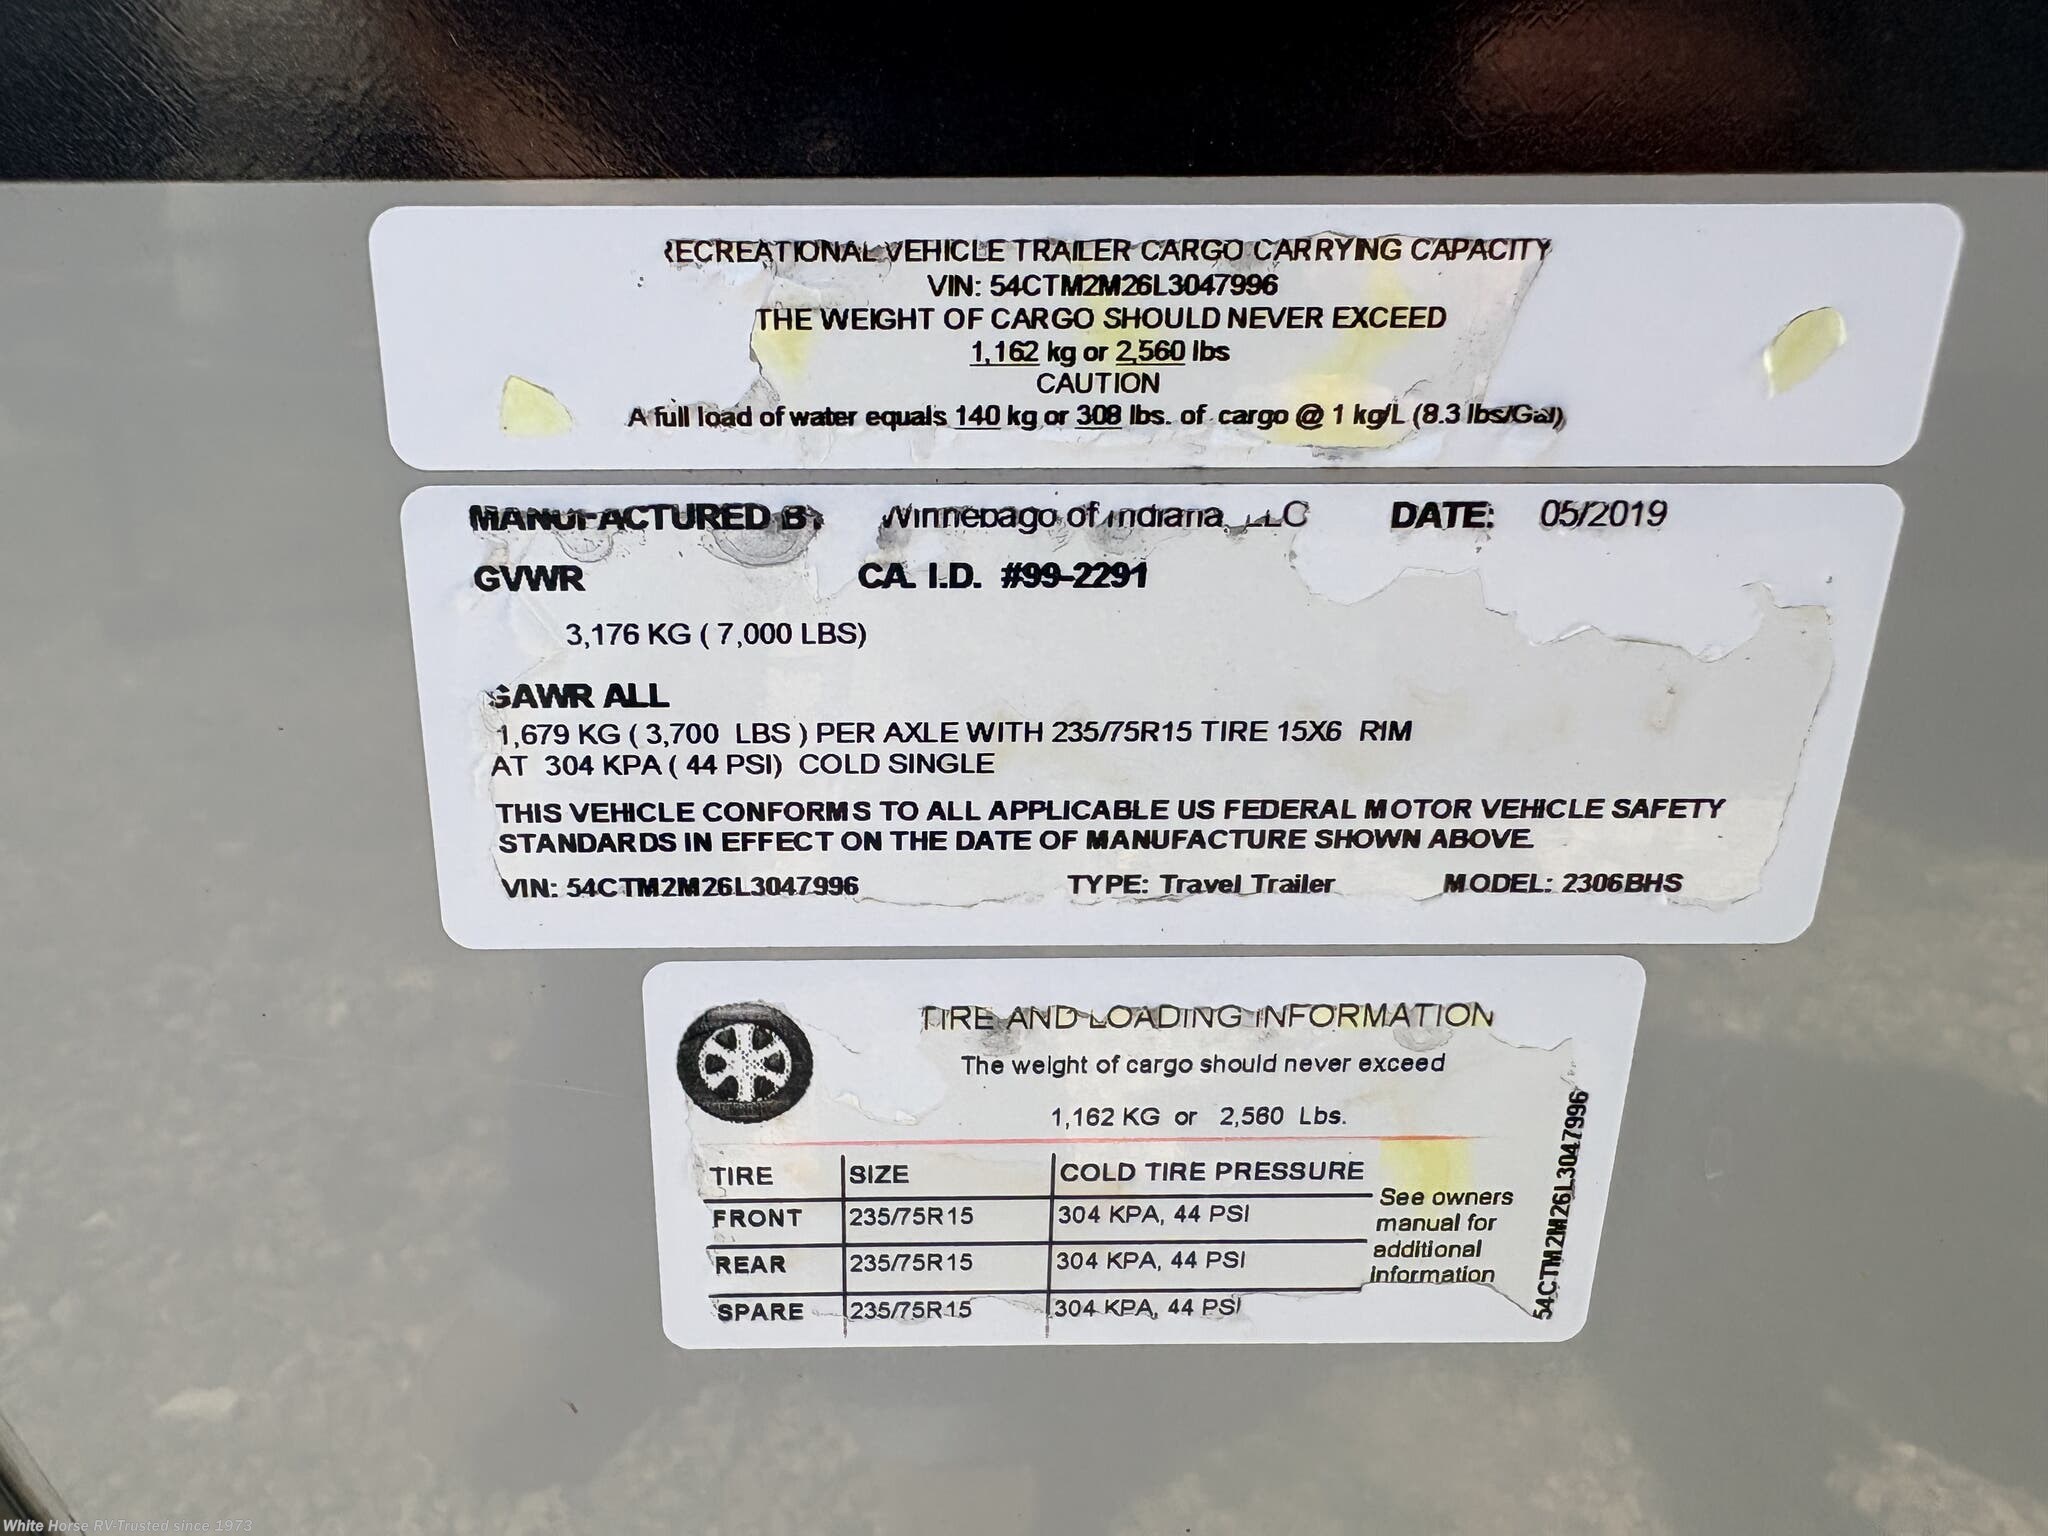 RECREATIONAL VEHICLE TRAILER CARGO CARRYING CAPACITY
VIN: 54CTM2M26L3047996
THE WEIGHT OF CARGO SHOULD NEVER EXCEED
1,162 kg or 2,560 lbs
CAUTION
A full load of water equals 140 kg or 308 lbs. of cargo @ 1 kg/L (8.3 lbs/Gal)
MANUFACTURED BY Winnebago of Indiana, LLC DATE: 05/2019
GVWR CA. I.D. #99-2291
3,176 KG ( 7,000 LBS)
GAWR ALL
1,679 KG ( 3,700 LBS ) PER AXLE WITH 235/75R15 TIRE 15X6 RIM
AT 304 KPA ( 44 PSI) COLD SINGLE
THIS VEHICLE CONFORMS TO ALL APPLICABLE US FEDERAL MOTOR VEHICLE SAFETY
STANDARDS IN EFFECT ON THE DATE OF MANUFACTURE SHOWN ABOVE.
VIN: 54CTM2M26L3047996 TYPE: Travel Trailer MODEL: 2306BHS
TIRE AND LOADING INFORMATION
The weight of cargo should never exceed
1,162 KG or 2,560 Lbs.
TIRE SIZE COLD TIRE PRESSURE
FRONT 235/75R15 304 KPA, 44 PSI
REAR 235/75R15 304 KPA, 44 PSI
SPARE 235/75R15 304 KPA, 44 PSI
See owners
manual for
additional
information
54CTM2M26L3047996
White Horse RV-Trusted since 1973